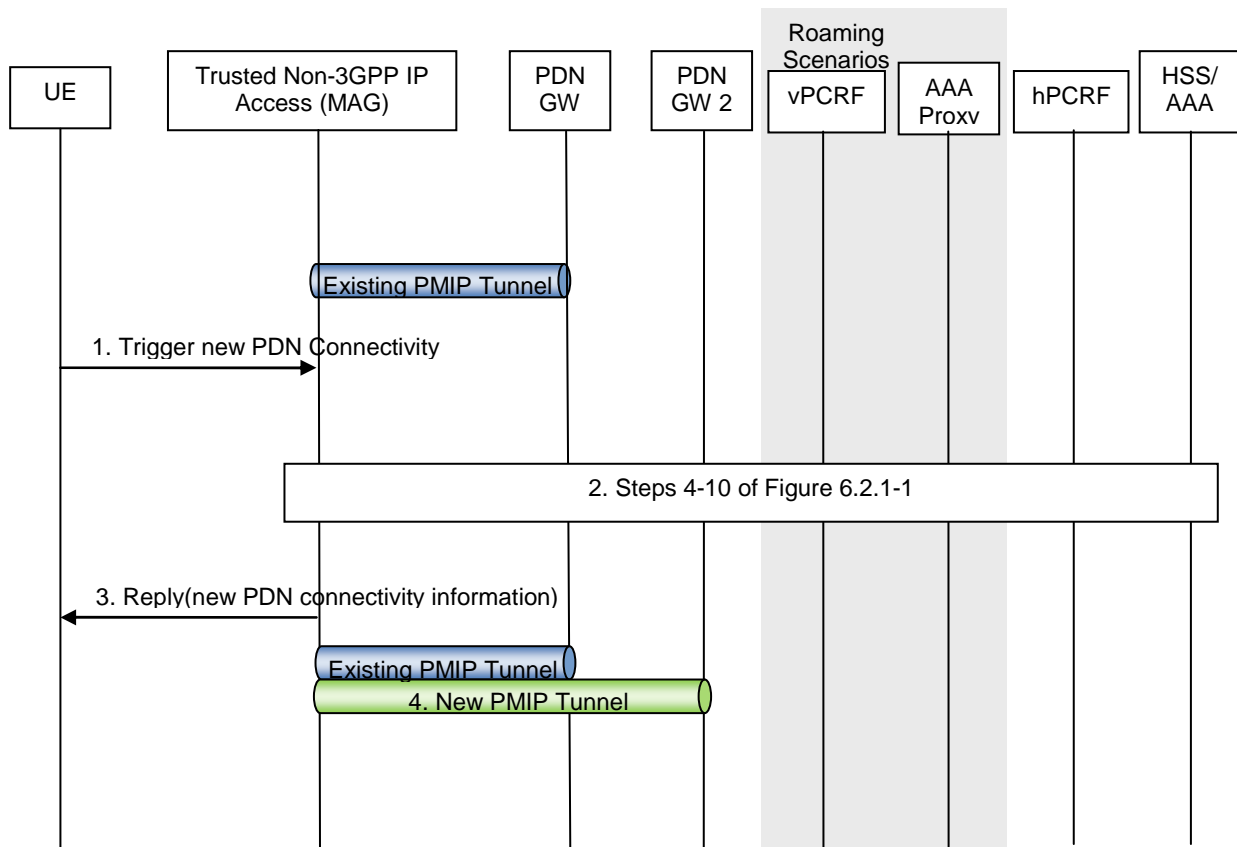 Roaming
Scenarios
UE
Trusted Non-3GPP IP
Access (MAG)
PDN
GW
PDN
GW 2
vPCRF
AAA
Proxy
hPCRF
HSS/
AAA
Existing PMIP Tunnel
1. Trigger new PDN Connectivity
2. Steps 4-10 of Figure 6.2.1-1
3. Reply(new PDN connectivity information)
Existing PMIP Tunnel
4. New PMIP Tunnel